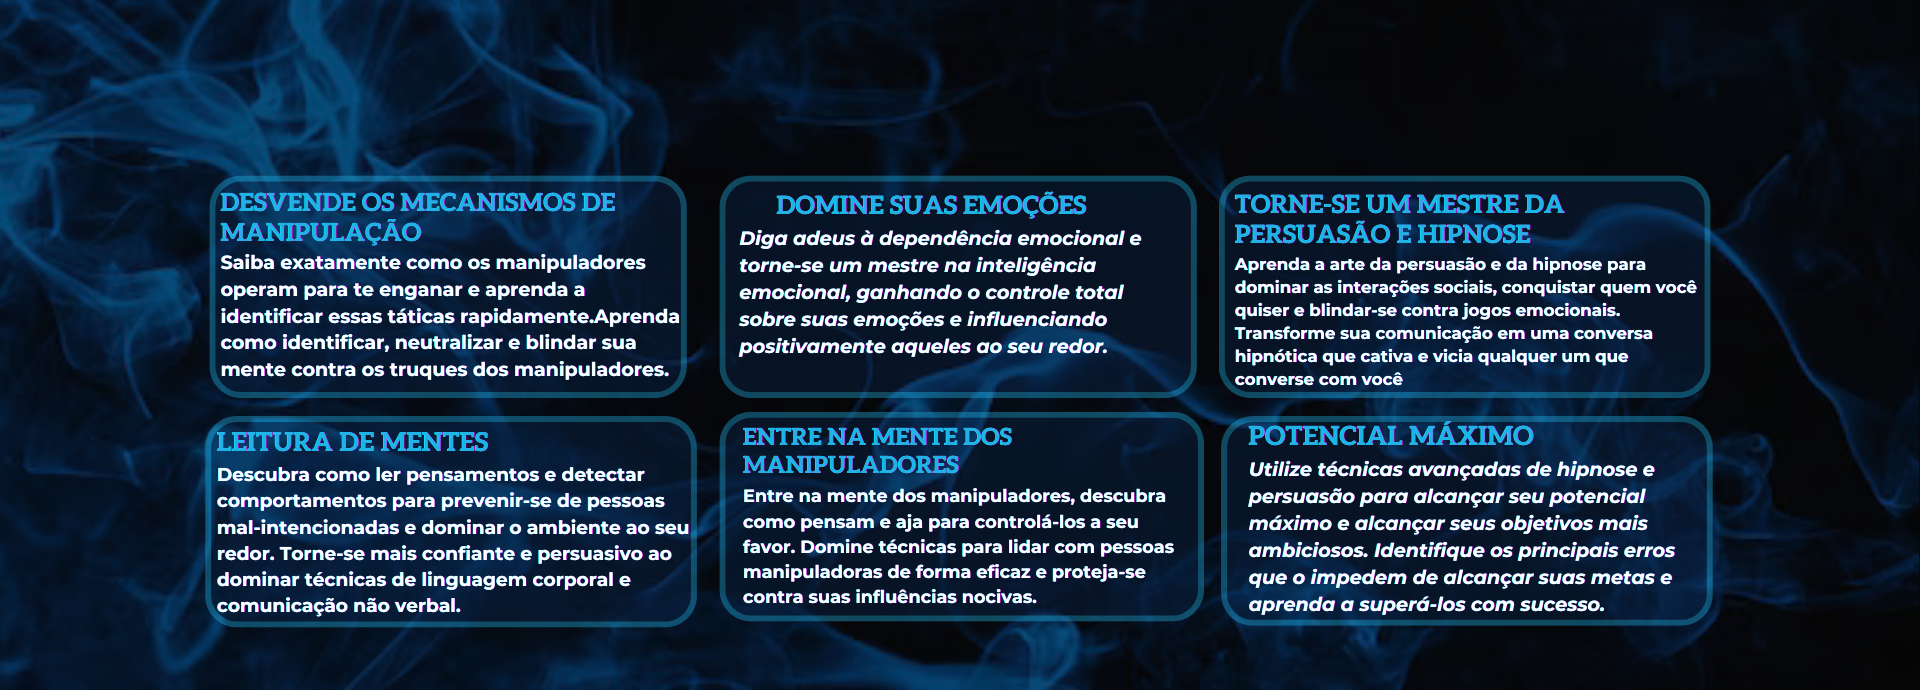 DESVENDE OS MECANISMOS DE
MANIPULAÇÃO
Saiba exatamente como os manipuladores
operam para te enganar e aprenda a
identificar essas táticas rapidamente.Aprenda
como identificar, neutralizar e blindar sua
mente contra os truques dos manipuladores.
DOMINE SUAS EMOÇÕES
Diga adeus à dependência emocional e
torne-se um mestre na inteligência
emocional, ganhando o controle total
sobre suas emoções e influenciando
positivamente aqueles ao seu redor.
TORNE-SE UM MESTRE DA
PERSUASÃO E HIPNOSE
Aprenda a arte da persuasão e da hipnose para
dominar as interações sociais, conquistar quem você
quiser e blindar-se contra jogos emocionais.
Transforme sua comunicação em uma conversa
hipnótica que cativa e vicia qualquer um que
converse com você
LEITURA DE MENTES
Descubra como ler pensamentos e detectar
comportamentos para prevenir-se de pessoas
mal-intencionadas e dominar o ambiente ao seu
redor. Torne-se mais confiante e persuasivo ao
dominar técnicas de linguagem corporal e
comunicação não verbal.
ENTRE NA MENTE DOS
MANIPULADORES
Entre na mente dos manipuladores, descubra
como pensam e aja para controlá-los a seu
favor. Domine técnicas para lidar com pessoas
manipuladoras de forma eficaz e proteja-se
contra suas influências nocivas.
POTENCIAL MÁXIMO
Utilize técnicas avançadas de hipnose e
persuasão para alcançar seu potencial
máximo e alcançar seus objetivos mais
ambiciosos. Identifique os principais erros
que o impedem de alcançar suas metas e
aprenda a superá-los com sucesso.